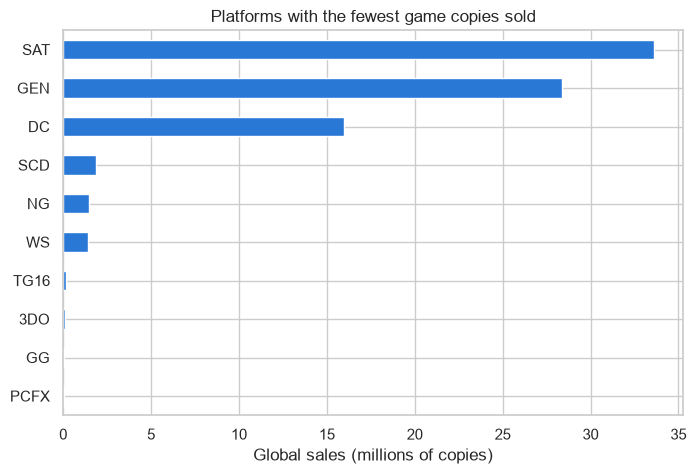 Platforms with the fewest game copies sold
SAT
GEN
DC
SCD
NG
WS
TG16
3DO
GG
PCFX
0 5 10 15 20 25 30 35
Global sales (millions of copies)